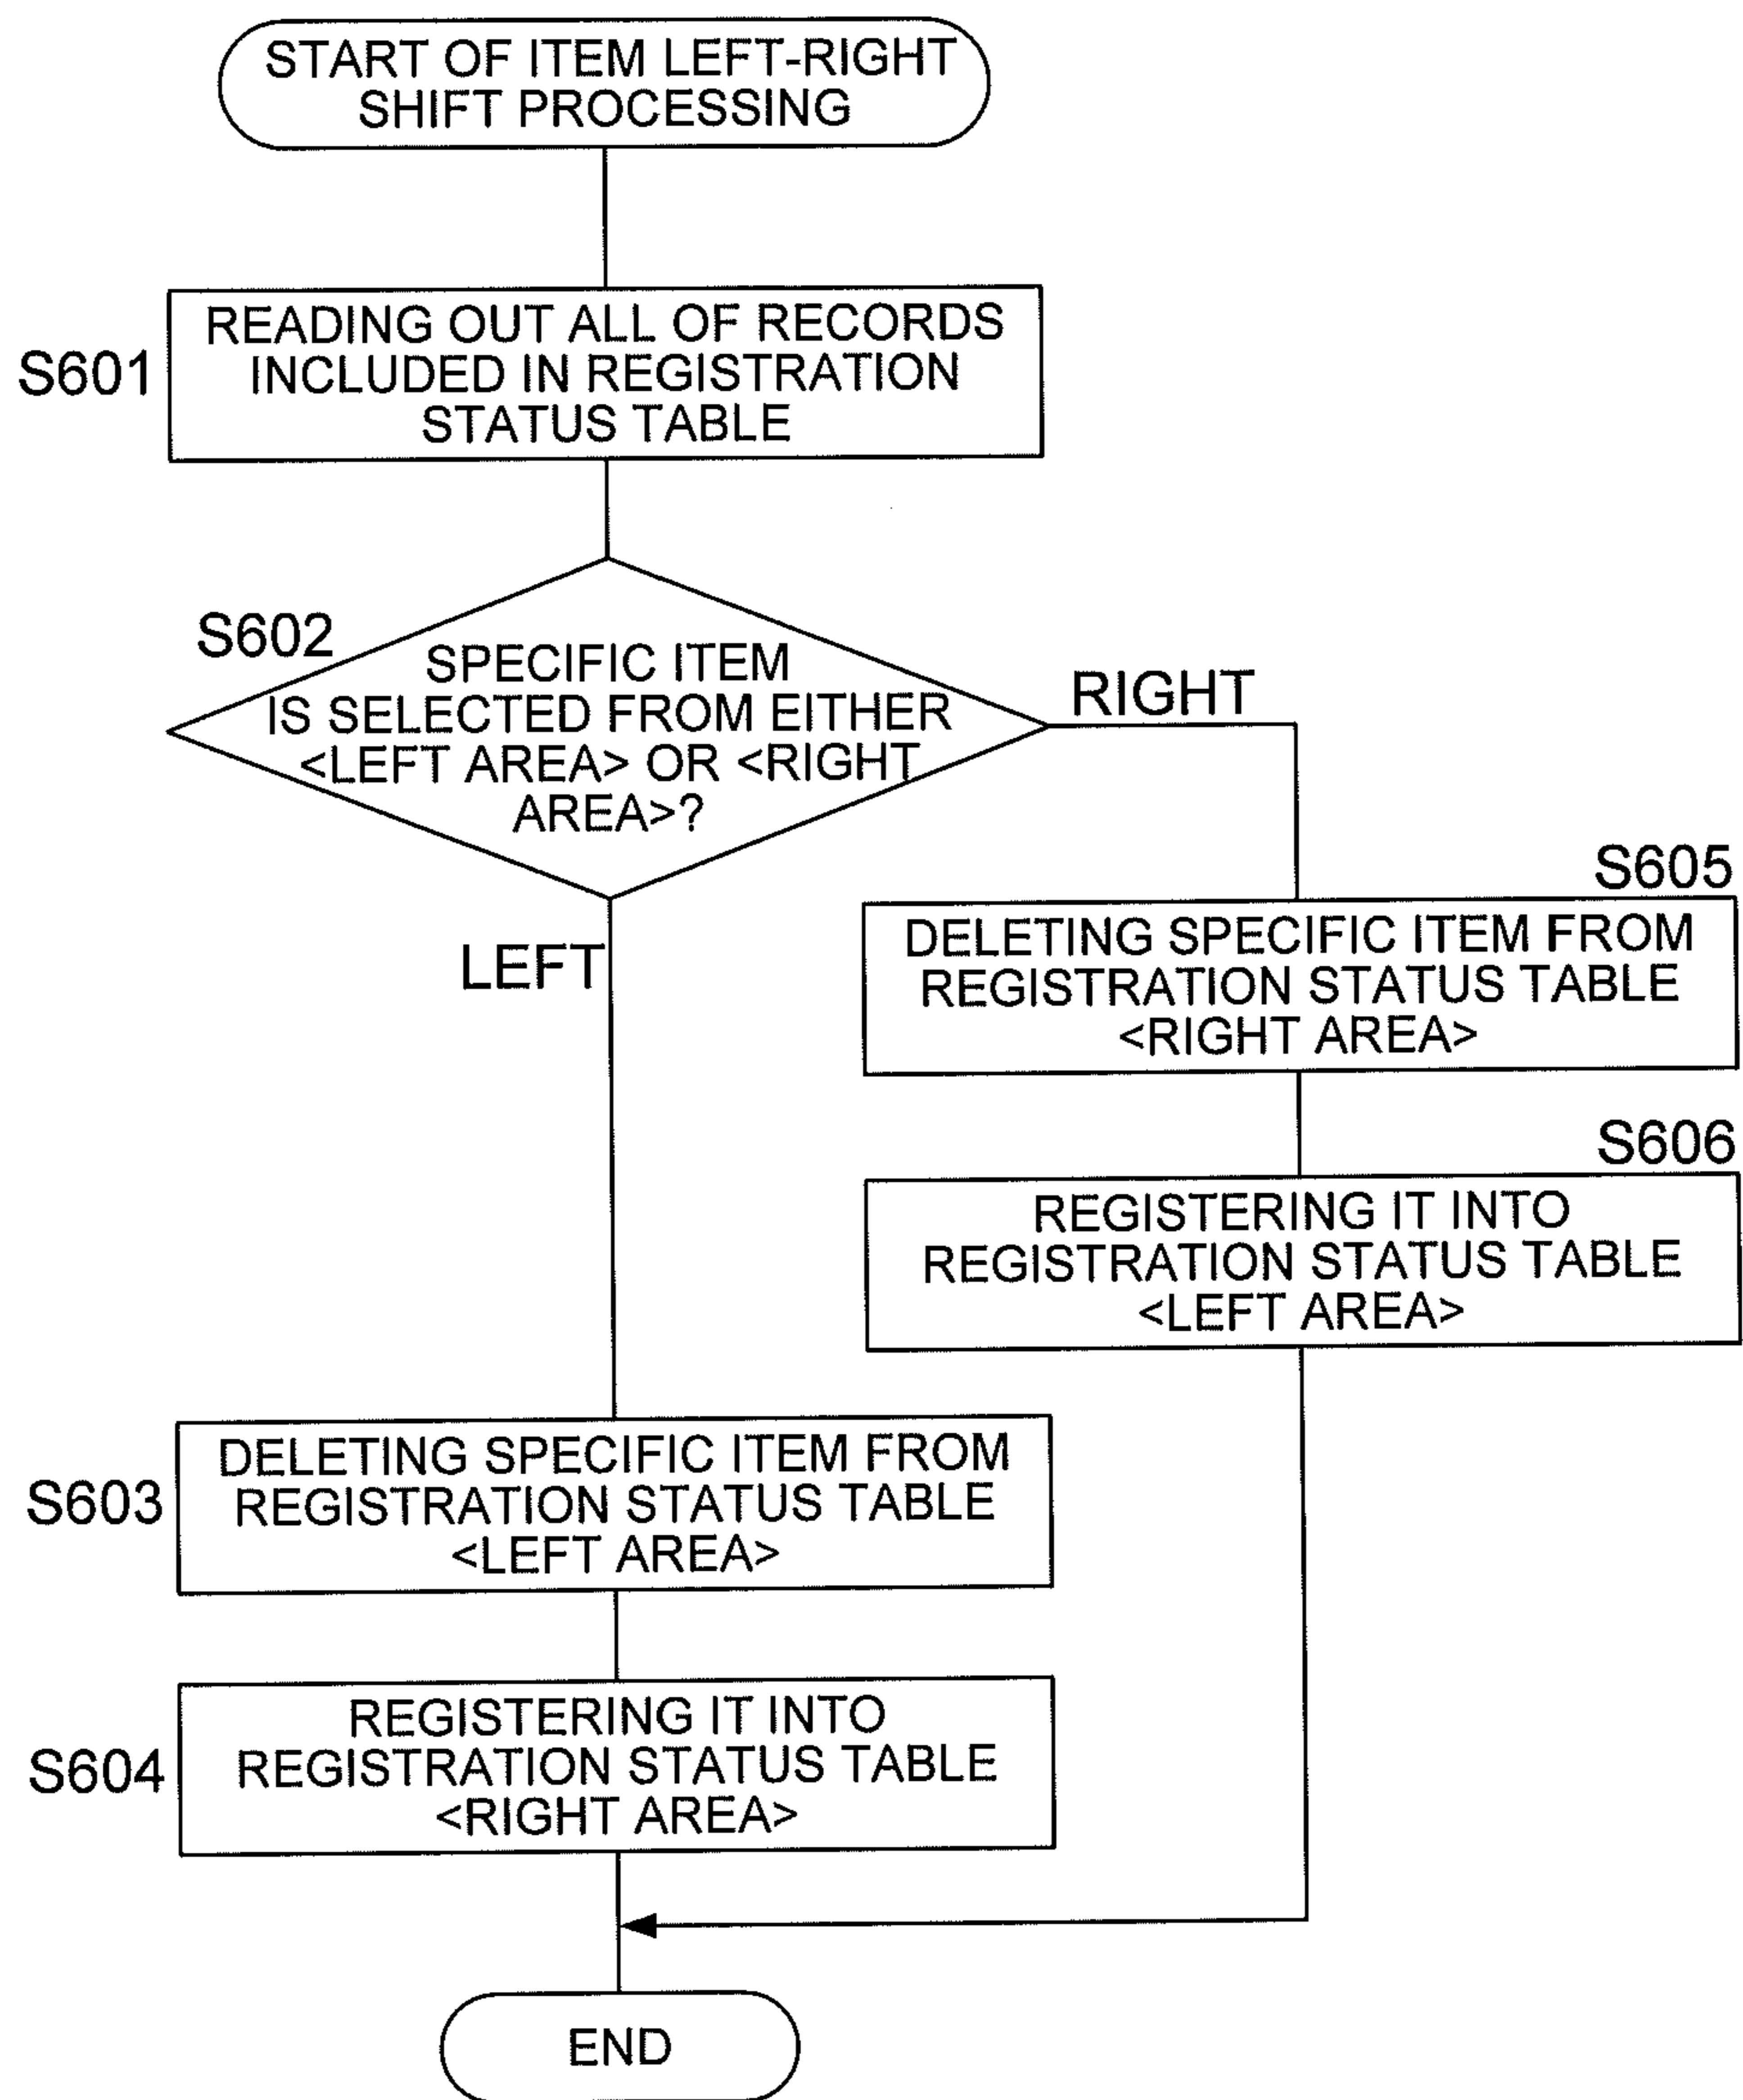 START OF ITEM LEFT-RIGHT
SHIFT PROCESSING
S601
READING OUT ALL OF RECORDS
INCLUDED IN REGISTRATION
STATUS TABLE
S602
SPECIFIC ITEM
IS SELECTED FROM EITHER
<LEFT AREA> OR <RIGHT
AREA>?
RIGHT
LEFT
S605
DELETING SPECIFIC ITEM FROM
REGISTRATION STATUS TABLE
<RIGHT AREA>
S606
REGISTERING IT INTO
REGISTRATION STATUS TABLE
<LEFT AREA>
S603
DELETING SPECIFIC ITEM FROM
REGISTRATION STATUS TABLE
<LEFT AREA>
S604
REGISTERING IT INTO
REGISTRATION STATUS TABLE
<RIGHT AREA>
END